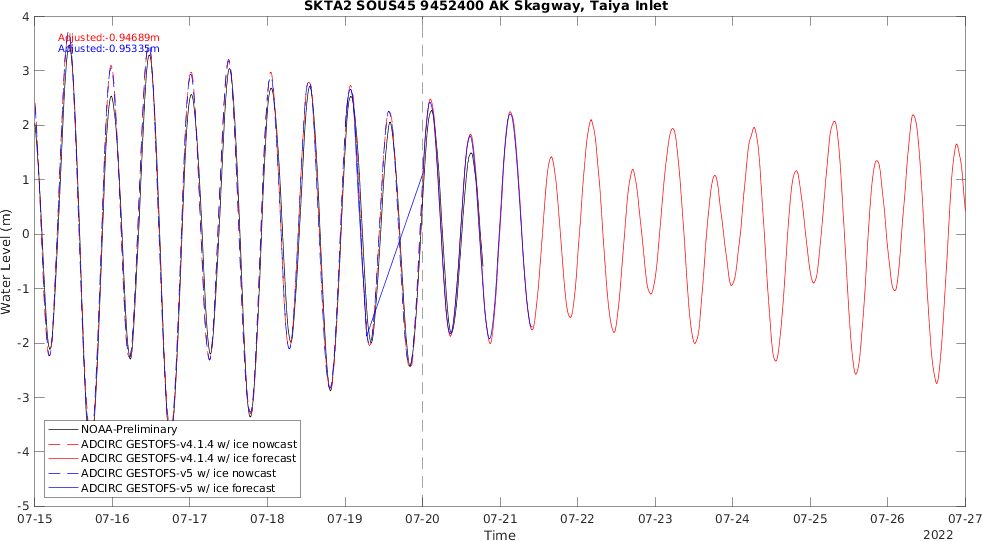 SKTA2 SOUS45 9452400 AK Skagway, Taiya Inlet
Adjusted:-0.94689m
Adjusted:-0.95335m
4
3
2
1
0
-1
-2
-3
-4
-5
Water Level (m)
NOAA-Preliminary
ADCIRC GESTOFS-v4.1.4 w/ ice nowcast
ADCIRC GESTOFS-v4.1.4 w/ ice forecast
ADCIRC GESTOFS-v5 w/ ice nowcast
ADCIRC GESTOFS-v5 w/ ice forecast
07-15 07-16 07-17 07-18 07-19 07-20 07-21 07-22 07-23 07-24 07-25 07-26 07-27
Time
2022